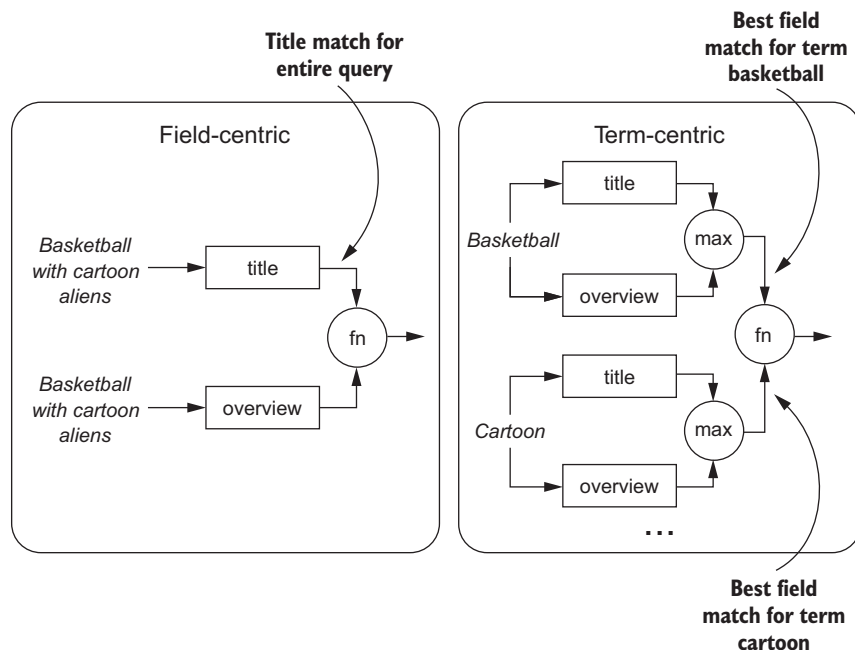 Title match for
entire query
Field-centric
Basketball
with cartoon
aliens
title
fn
Basketball
with cartoon
aliens
overview
Best field
match for term
basketball
Term-centric
title
Basketball
max
overview
fn
title
Cartoon
max
overview
...
Best field
match for term
cartoon